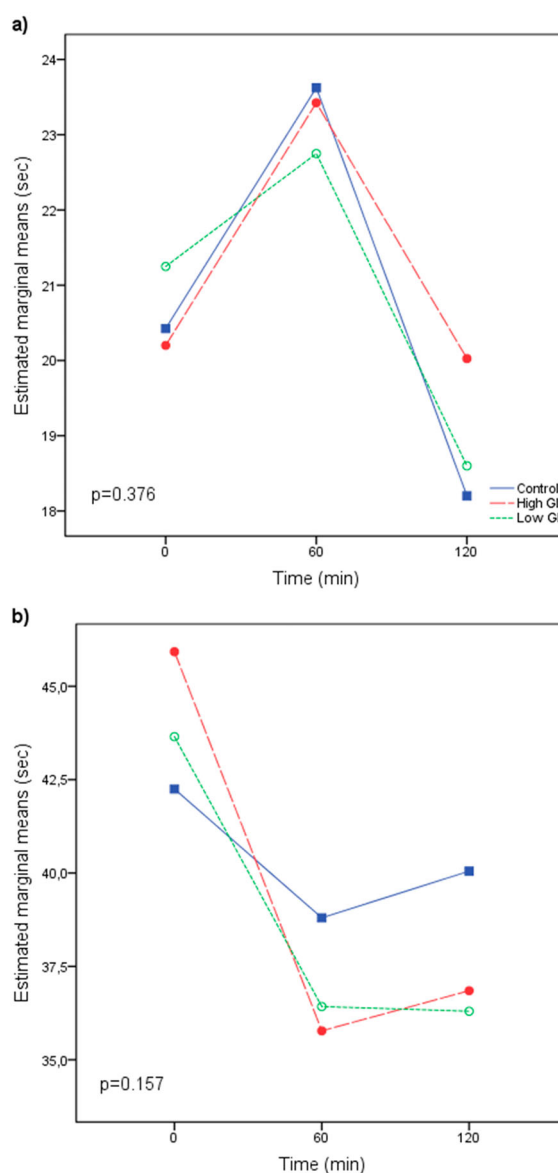 a)
Estimated marginal means (sec)
24
23
22
21
20
19
18
p=0.376
Control
High GI
Low GI
0 60 120
Time (min)
b)
Estimated marginal means (sec)
45,0
42,5
40,0
37,5
35,0
p=0.157
0 60 120
Time (min)